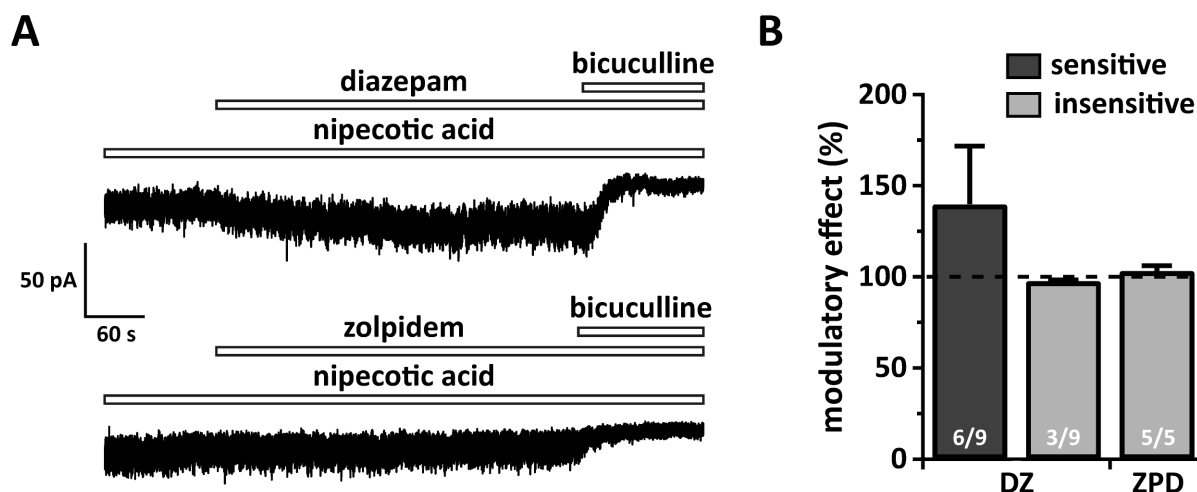 A
bicuculline
diazepam
nipecotic acid
50 pA
60 s
bicuculline
zolpidem
nipecotic acid
B
sensitive
insensitive
modulatory effect (%)
200
150
100
50
0
6/9
3/9
5/5
DZ
ZPD